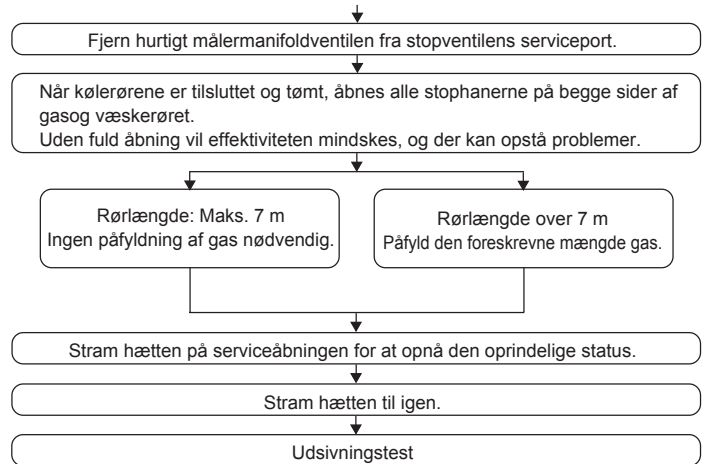 Fjern hurtigt målermanifoldventilen fra stopventilens serviceport.
Når kølerørene er tilsluttet og tømt, åbnes alle stophanerne på begge sider af
gasog væskerøret.
Uden fuld åbning vil effektiviteten mindskes, og der kan opstå problemer.
Rørlængde: Maks. 7 m
Ingen påfyldning af gas nødvendig.
Rørlængde over 7 m
Påfyld den foreskrevne mængde gas.
Stram hætten på serviceåbningen for at opnå den oprindelige status.
Stram hætten til igen.
Udsivningstest